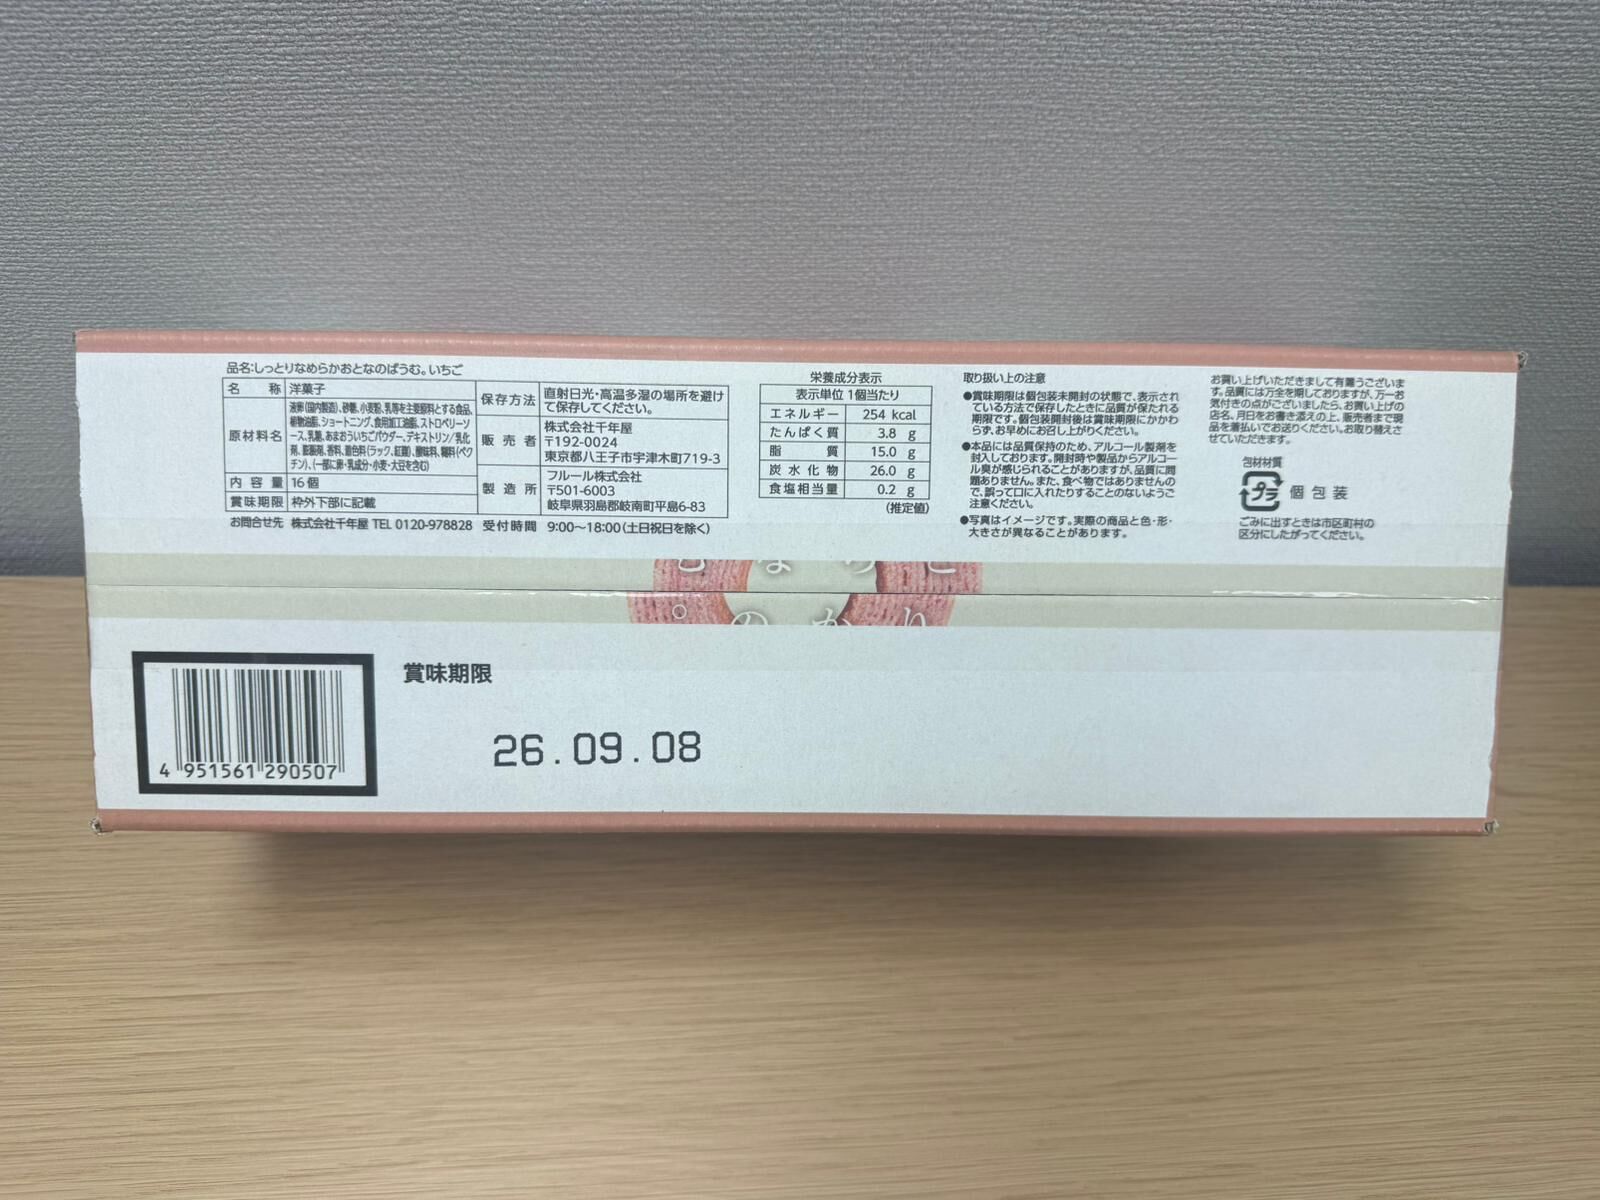 品名:しっとりなめらかおとなのばうむ。いちご
名称 洋菓子
原材料名 液卵(国内製造)、砂糖、小麦粉、乳等を主要原料とする食品、
植物油脂、ショートニング、食用加工油脂、ストロベリーソ
ース、乳糖、あまおういちごパウダー、デキストリン/乳化
剤、膨脹剤、香料、着色料(ラック、紅麹)、酸味料、糊料(ペク
チン)、(一部に卵・乳成分・小麦・大豆を含む)
内容量 16個
賞味期限 枠外下部に記載
保存方法 直射日光・高温多湿の場所を避け
て保存してください。
販売者 株式会社千年屋
〒192-0024
東京都八王子市宇津木町719-3
製造所 フルール株式会社
〒501-6003
岐阜県羽島郡岐南町平島6-83
お問合せ先 株式会社千年屋 TEL 0120-978828 受付時間 9:00〜18:00(土日祝日を除く)
栄養成分表示
表示単位 1個当たり
エネルギー 254 kcal
たんぱく質 3.8 g
脂質 15.0 g
炭水化物 26.0 g
食塩相当量 0.2 g
(推定値)
取り扱い上の注意
●賞味期限は個包装未開封の状態で、表示され
ている方法で保存したときに品質が保たれる
期限です。個包装開封後は賞味期限にかかわ
らず、お早めにお召し上がりください。
●本品には品質保持のため、アルコール製剤を
封入しております。開封時や製品からアルコー
ル臭が感じられることがありますが、品質に問
題ありません。また、食べ物ではありませんの
で、誤って口に入れたりすることのないようご
注意ください。
●写真はイメージです。実際の商品と色・形・
大きさが異なることがあります。
お買い上げいただきまして有難うございま
す。品質には万全を期しておりますが、万一お
気付きの点がございましたら、お買い上げの
店名、月日をお書き添えの上、販売者まで現
品を着払いでお送りください。お取り替えさ
せていただきます。
包材材質
プラ 個包装
ごみに出すときは市区町村の
区分にしたがってください。
賞味期限
26.09.08
4 951561 290507